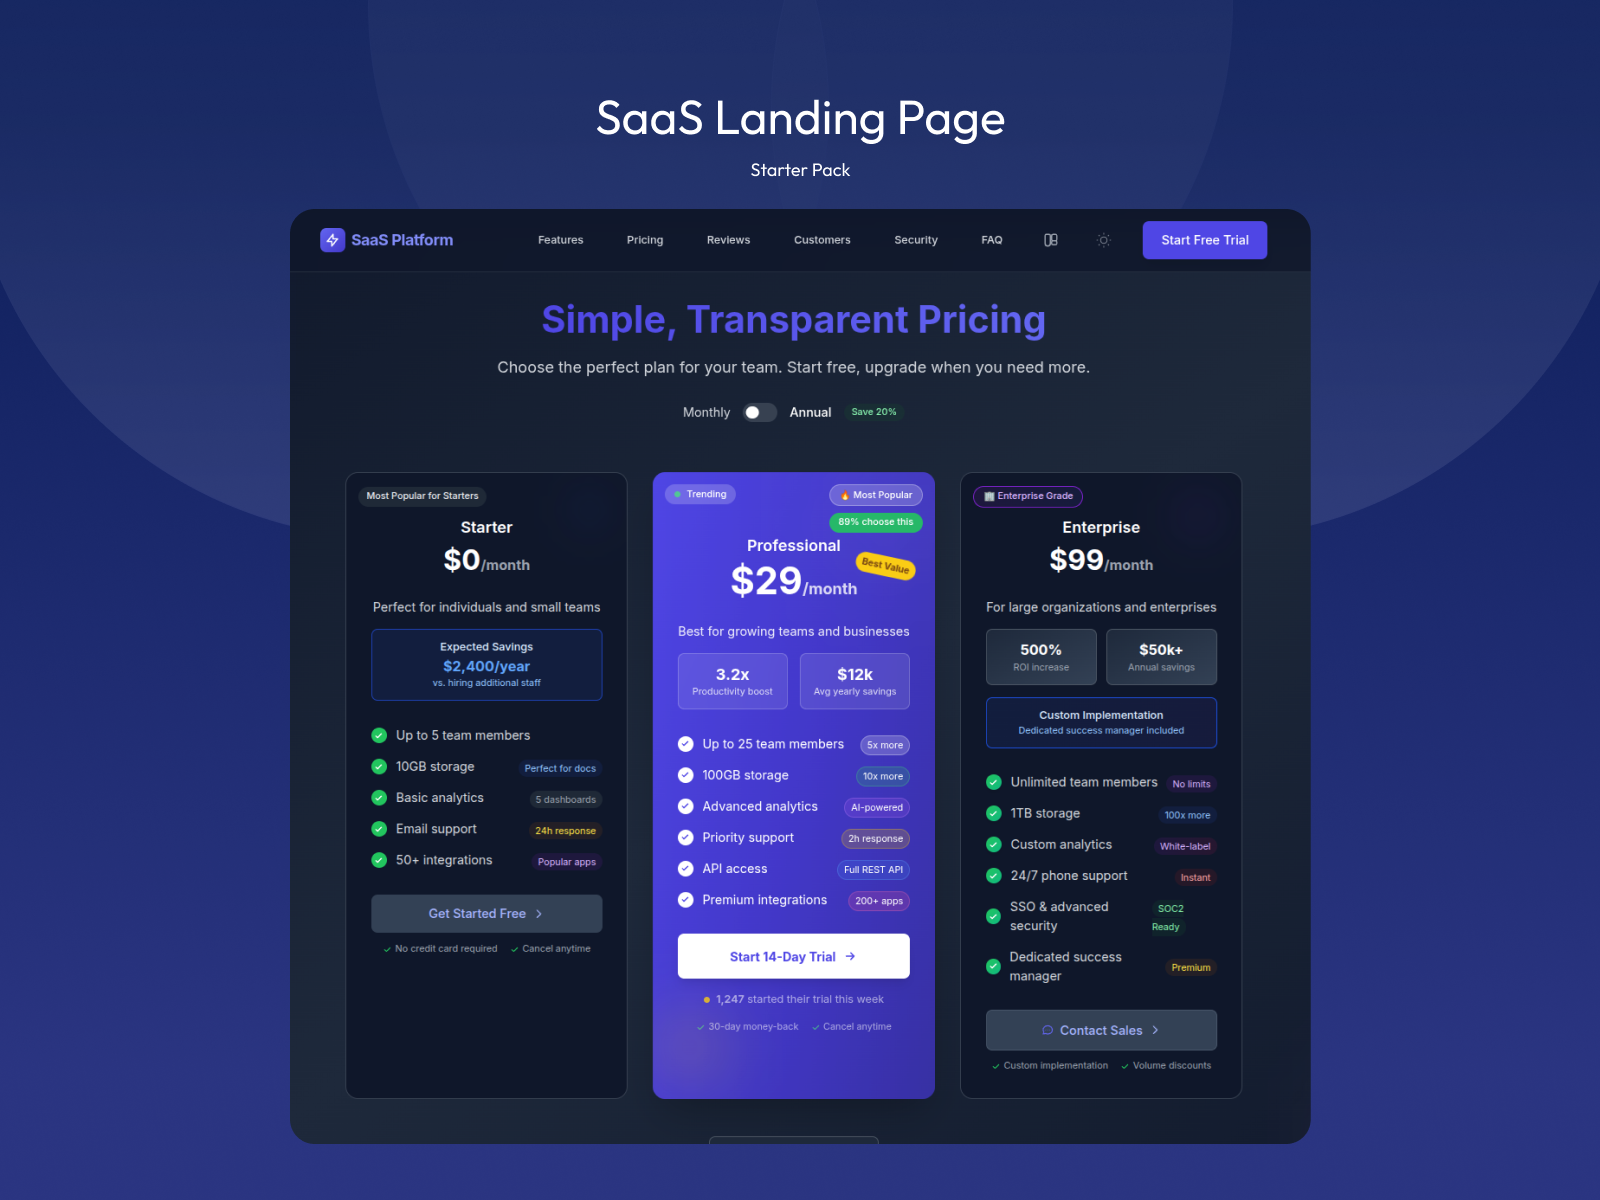 SaaS Landing Page
Starter Pack
SaaS Platform
Features
Pricing
Reviews
Customers
Security
FAQ
Start Free Trial
Simple, Transparent Pricing
Choose the perfect plan for your team. Start free, upgrade when you need more.
Monthly
Annual
Save 20%
Most Popular for Starters
Starter
$0/month
Perfect for individuals and small teams
Expected Savings
$2,400/year
vs. hiring additional staff
Up to 5 team members
10GB storage
Perfect for docs
Basic analytics
5 dashboards
Email support
24h response
50+ integrations
Popular apps
Get Started Free
No credit card required
Cancel anytime
Trending
🔥 Most Popular
89% choose this
Professional
Best Value
$29/month
Best for growing teams and businesses
3.2x
Productivity boost
$12k
Avg yearly savings
Up to 25 team members
5x more
100GB storage
10x more
Advanced analytics
AI-powered
Priority support
2h response
API access
Full REST API
Premium integrations
200+ apps
Start 14-Day Trial
1,247 started their trial this week
30-day money-back
Cancel anytime
🏢 Enterprise Grade
Enterprise
$99/month
For large organizations and enterprises
500%
ROI increase
$50k+
Annual savings
Custom Implementation
Dedicated success manager included
Unlimited team members
No limits
1TB storage
100x more
Custom analytics
White-label
24/7 phone support
Instant
SSO & advanced
security
SOC2
Ready
Dedicated success
manager
Premium
Contact Sales
Custom implementation
Volume discounts